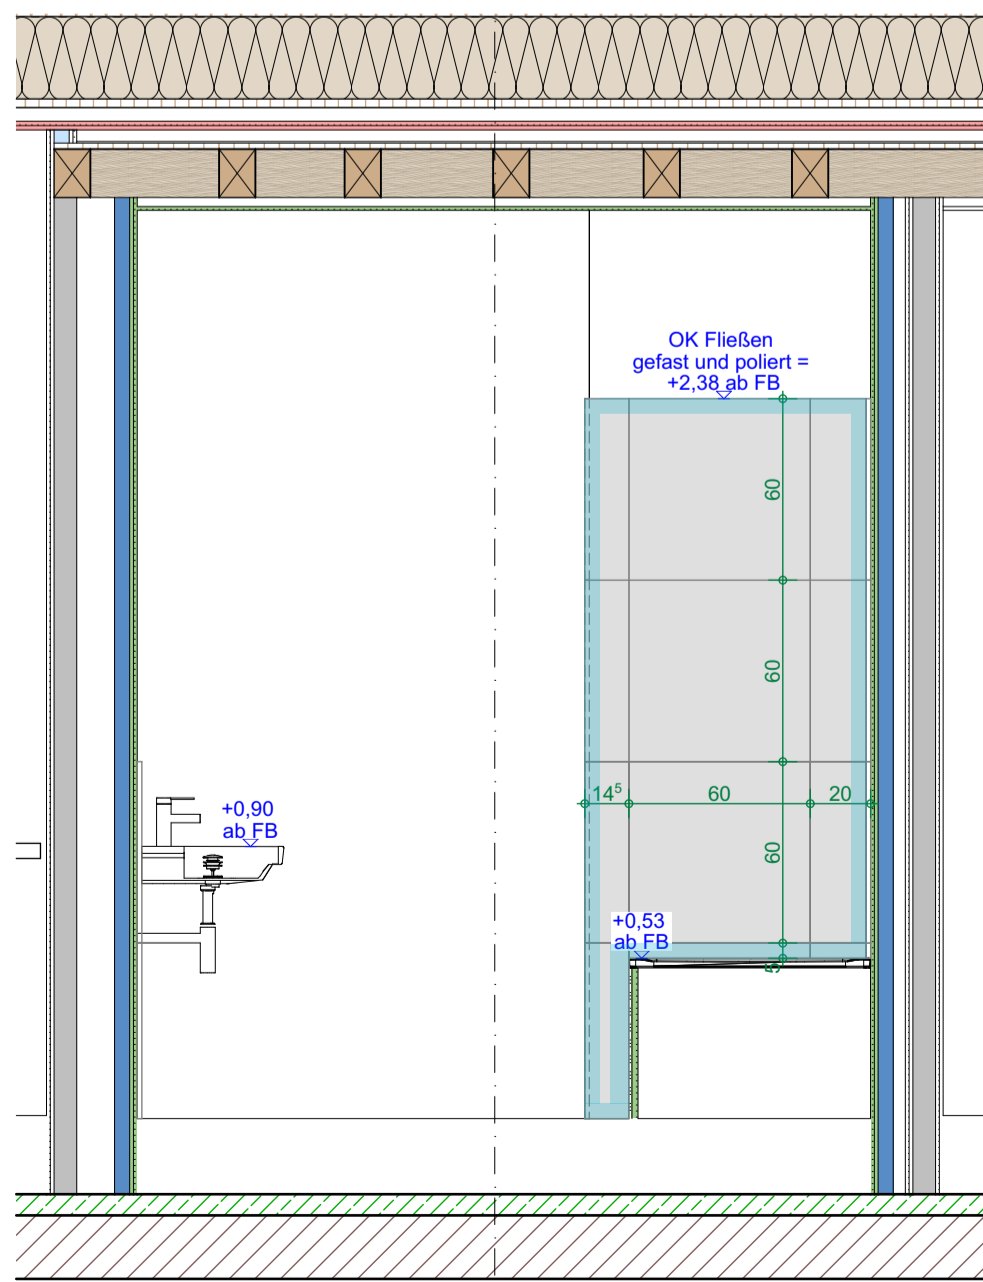 OK Fließen
gefast und poliert =
+2,38 ab FB
60
60
14⁵ 60 20
+0,90
ab FB
60
+0,53
ab FB
5